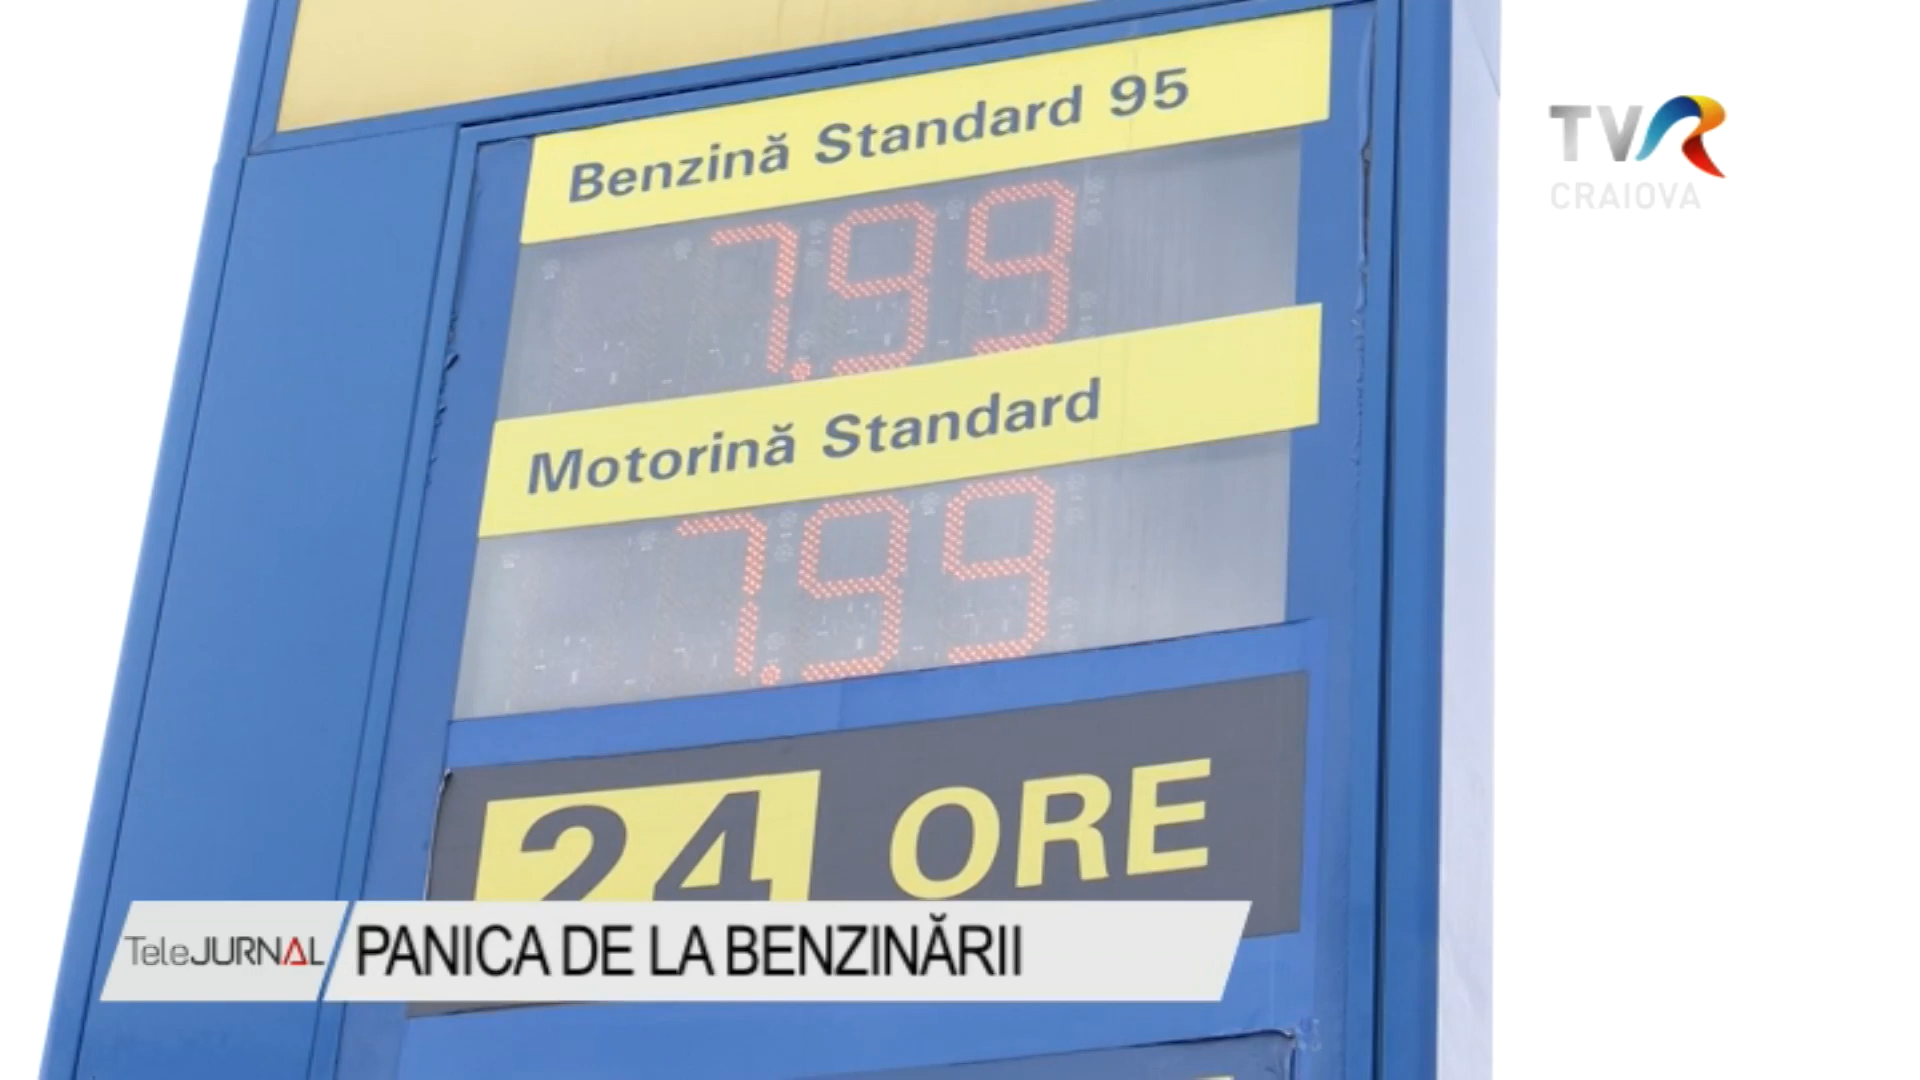 Benzină Standard 95
7.99
Motorină Standard
7.99
24 ORE
TVR
CRAIOVA
TeleJURNAL
PANICA DE LA BENZINĂRII